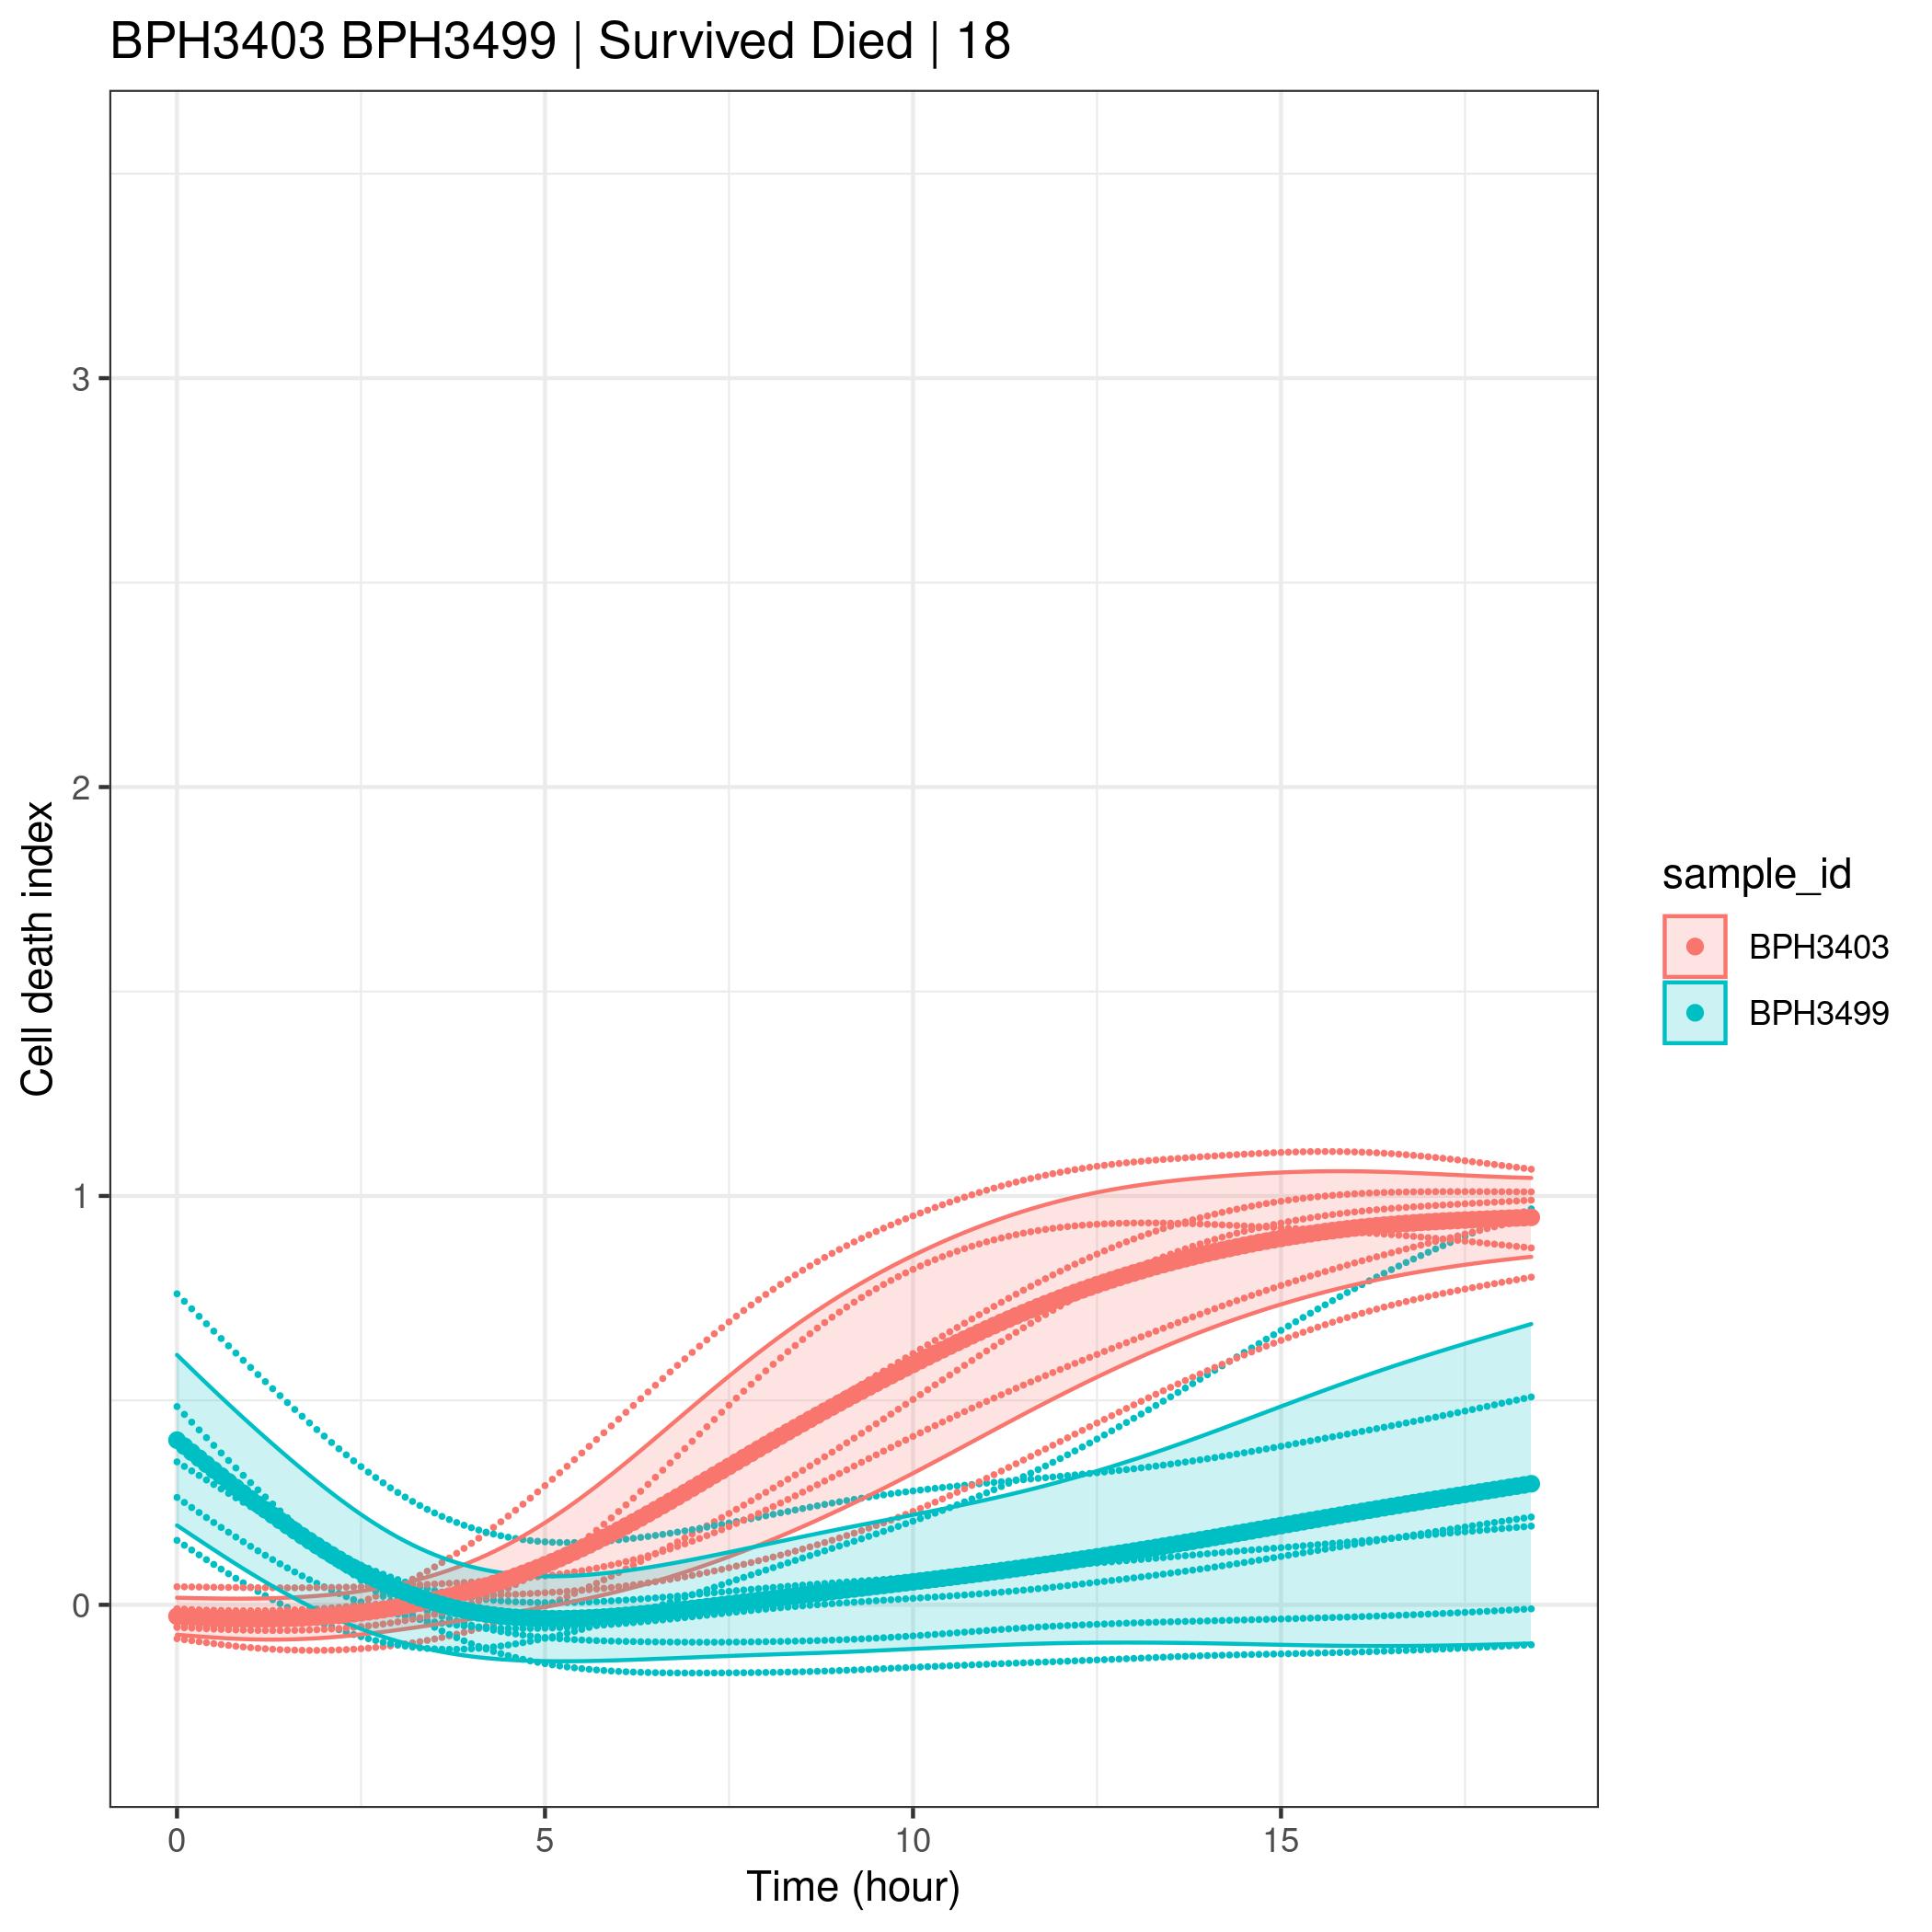 BPH3403 BPH3499 | Survived Died | 18
3
2
1
0
Cell death index
0 5 10 15
Time (hour)
sample_id
BPH3403
BPH3499